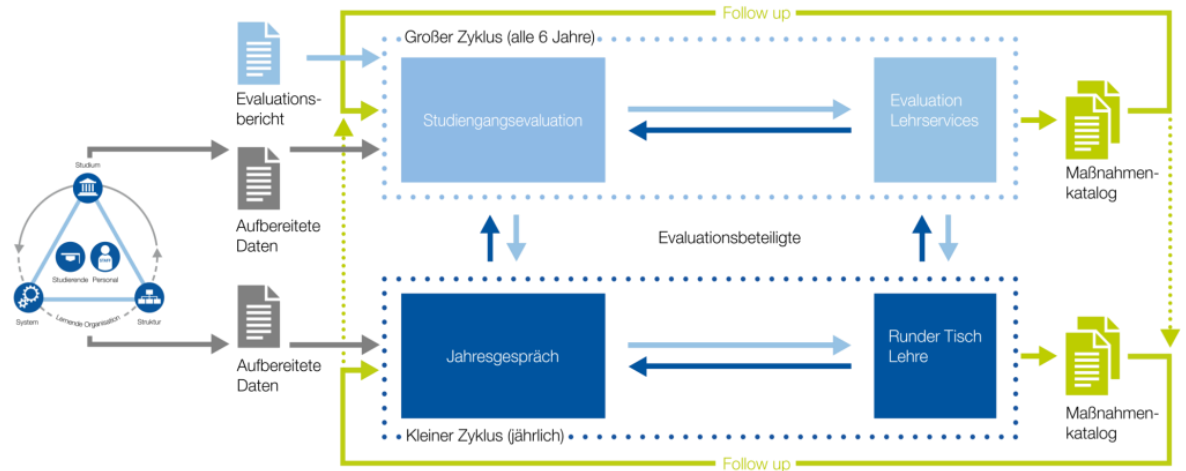 Follow up
Großer Zyklus (alle 6 Jahre)
Evaluations-
bericht
Studiengangsevaluation
Evaluation
Lehrservices
Maßnahmen-
katalog
Studium
Aufbereitete
Daten
Studierende
Personal
STAFF
System
Lernende Organisation
Struktur
Evaluationsbeteiligte
Aufbereitete
Daten
Jahresgespräch
Runder Tisch
Lehre
Maßnahmen-
katalog
Kleiner Zyklus (jährlich)
Follow up